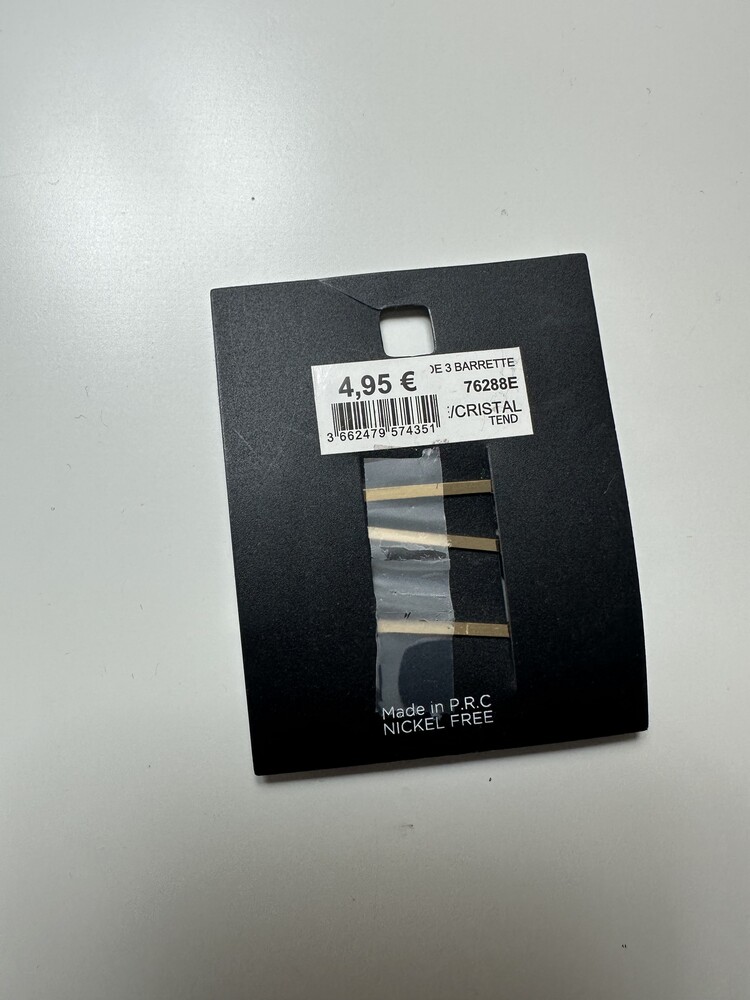 DE 3 BARRETTE
4,95 €
76288E
/CRISTAL
TEND
3 662479 574351
Made in P.R.C
NICKEL FREE